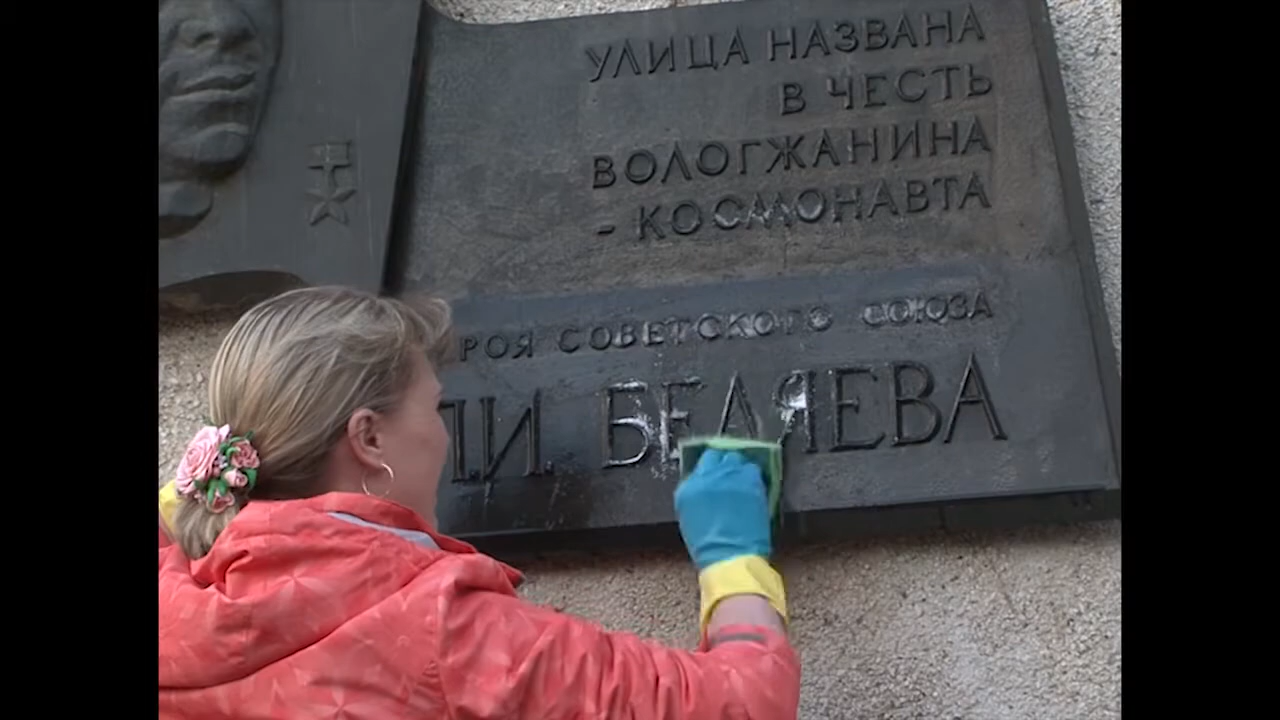 УЛИЦА НАЗВАНА
В ЧЕСТЬ
ВОЛОГЖАНИНА
- КОСМОНАВТА
РОЯ СОВЕТСКОГО СОЮЗА
П.И. БЕЛЯЕВА